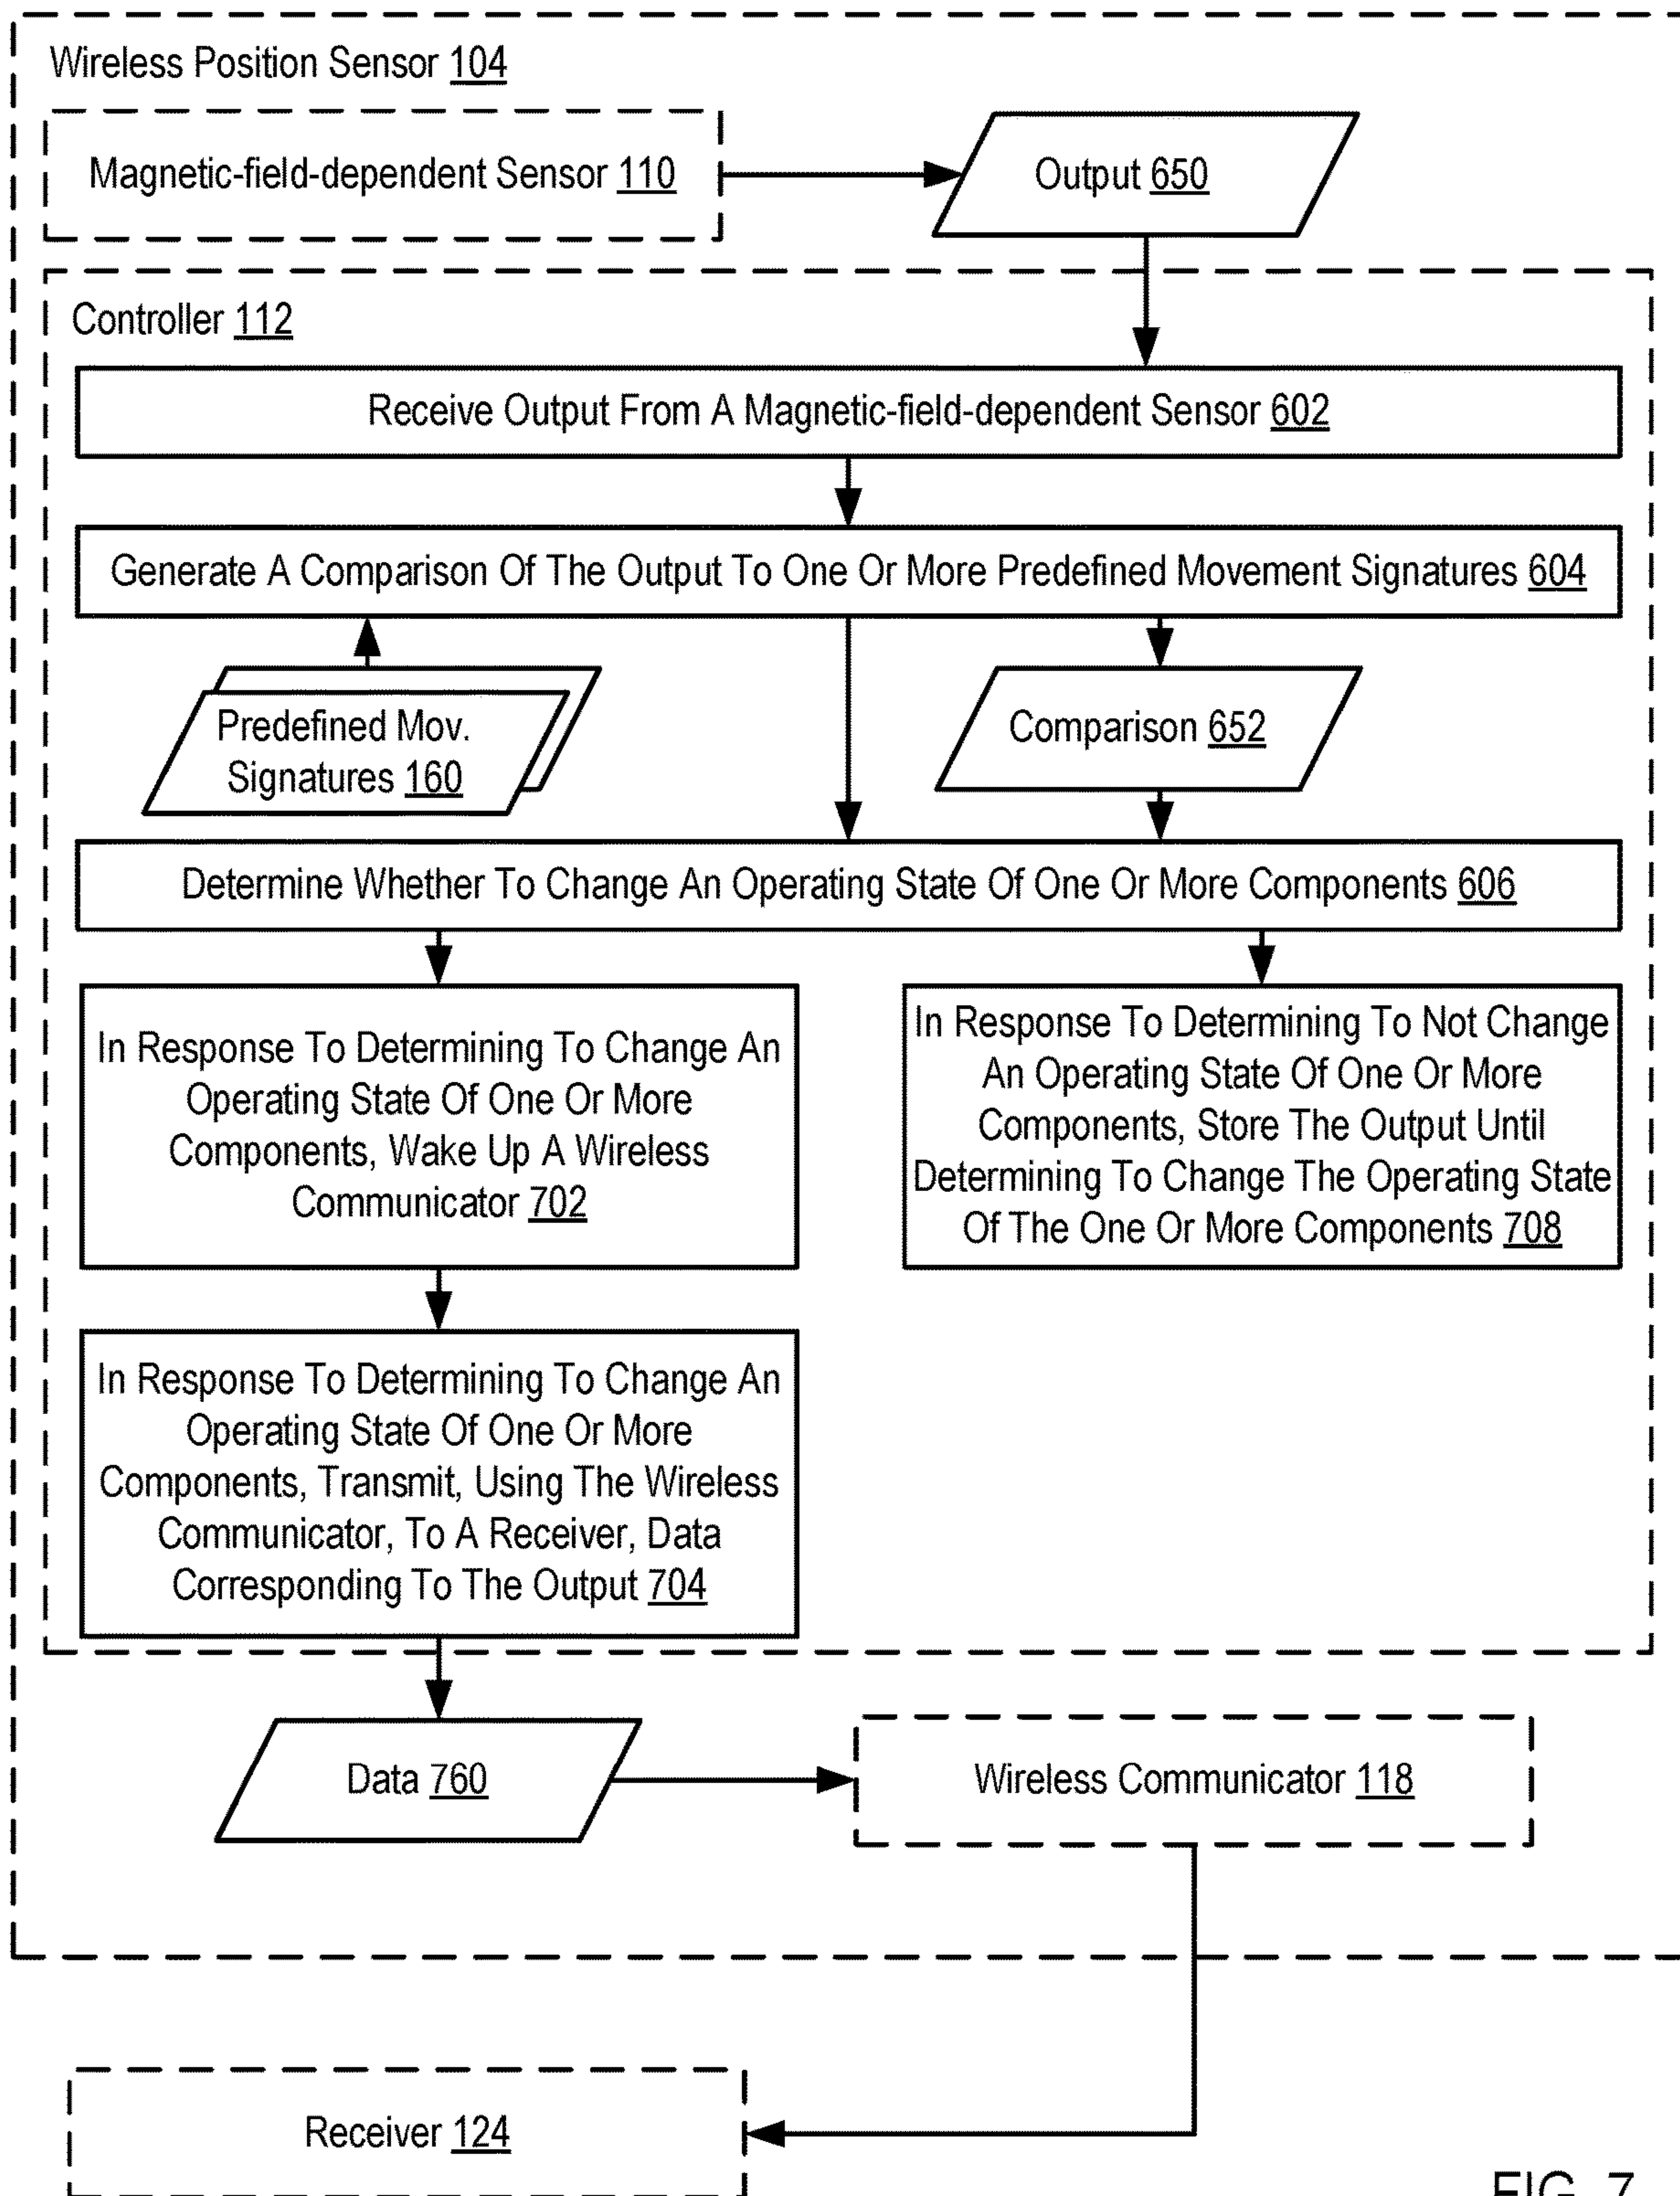 Wireless Position Sensor 104
Magnetic-field-dependent Sensor 110
Output 650
Controller 112
Receive Output From A Magnetic-field-dependent Sensor 602
Generate A Comparison Of The Output To One Or More Predefined Movement Signatures 604
Predefined Mov.
Signatures 160
Comparison 652
Determine Whether To Change An Operating State Of One Or More Components 606
In Response To Determining To Change An
Operating State Of One Or More
Components, Wake Up A Wireless
Communicator 702
In Response To Determining To Not Change
An Operating State Of One Or More
Components, Store The Output Until
Determining To Change The Operating State
Of The One Or More Components 708
In Response To Determining To Change An
Operating State Of One Or More
Components, Transmit, Using The Wireless
Communicator, To A Receiver, Data
Corresponding To The Output 704
Data 760
Wireless Communicator 118
Receiver 124
FIG. 7